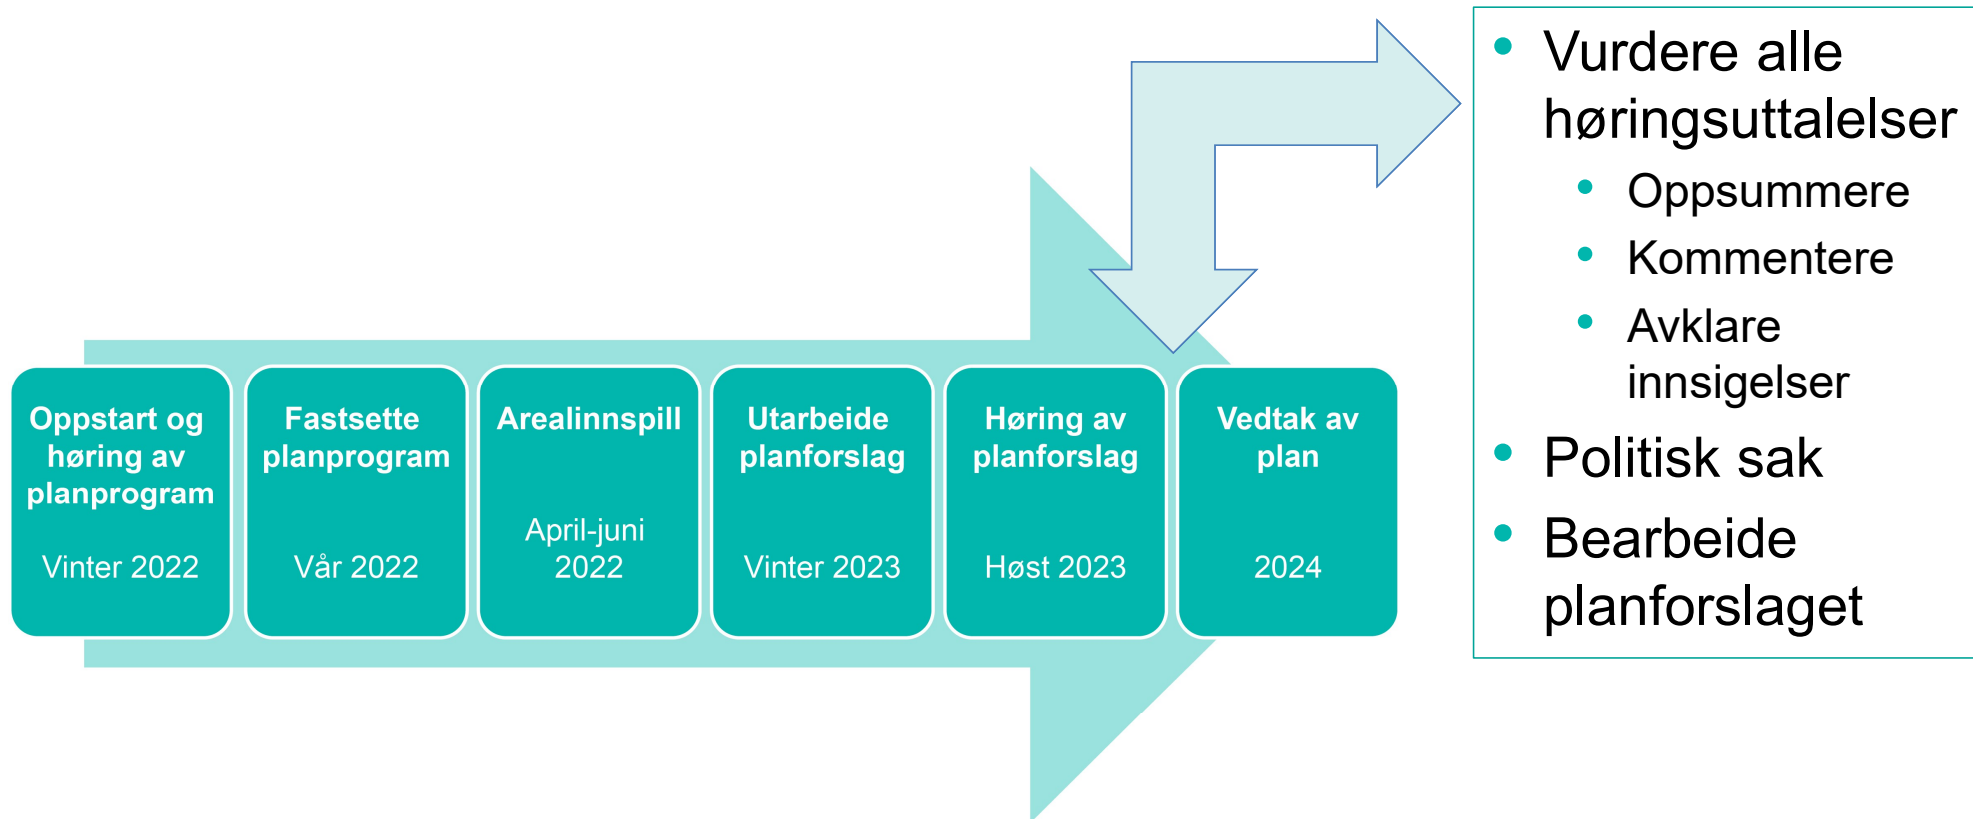 Oppstart og
høring av
planprogram
Vinter 2022
Fastsette
planprogram
Vår 2022
Arealinnspill
April-juni
2022
Utarbeide
planforslag
Vinter 2023
Høring av
planforslag
Høst 2023
Vedtak av
plan
2024
• Vurdere alle
høringsuttalelser
• Oppsummere
• Kommentere
• Avklare
innsigelser
• Politisk sak
• Bearbeide
planforslaget